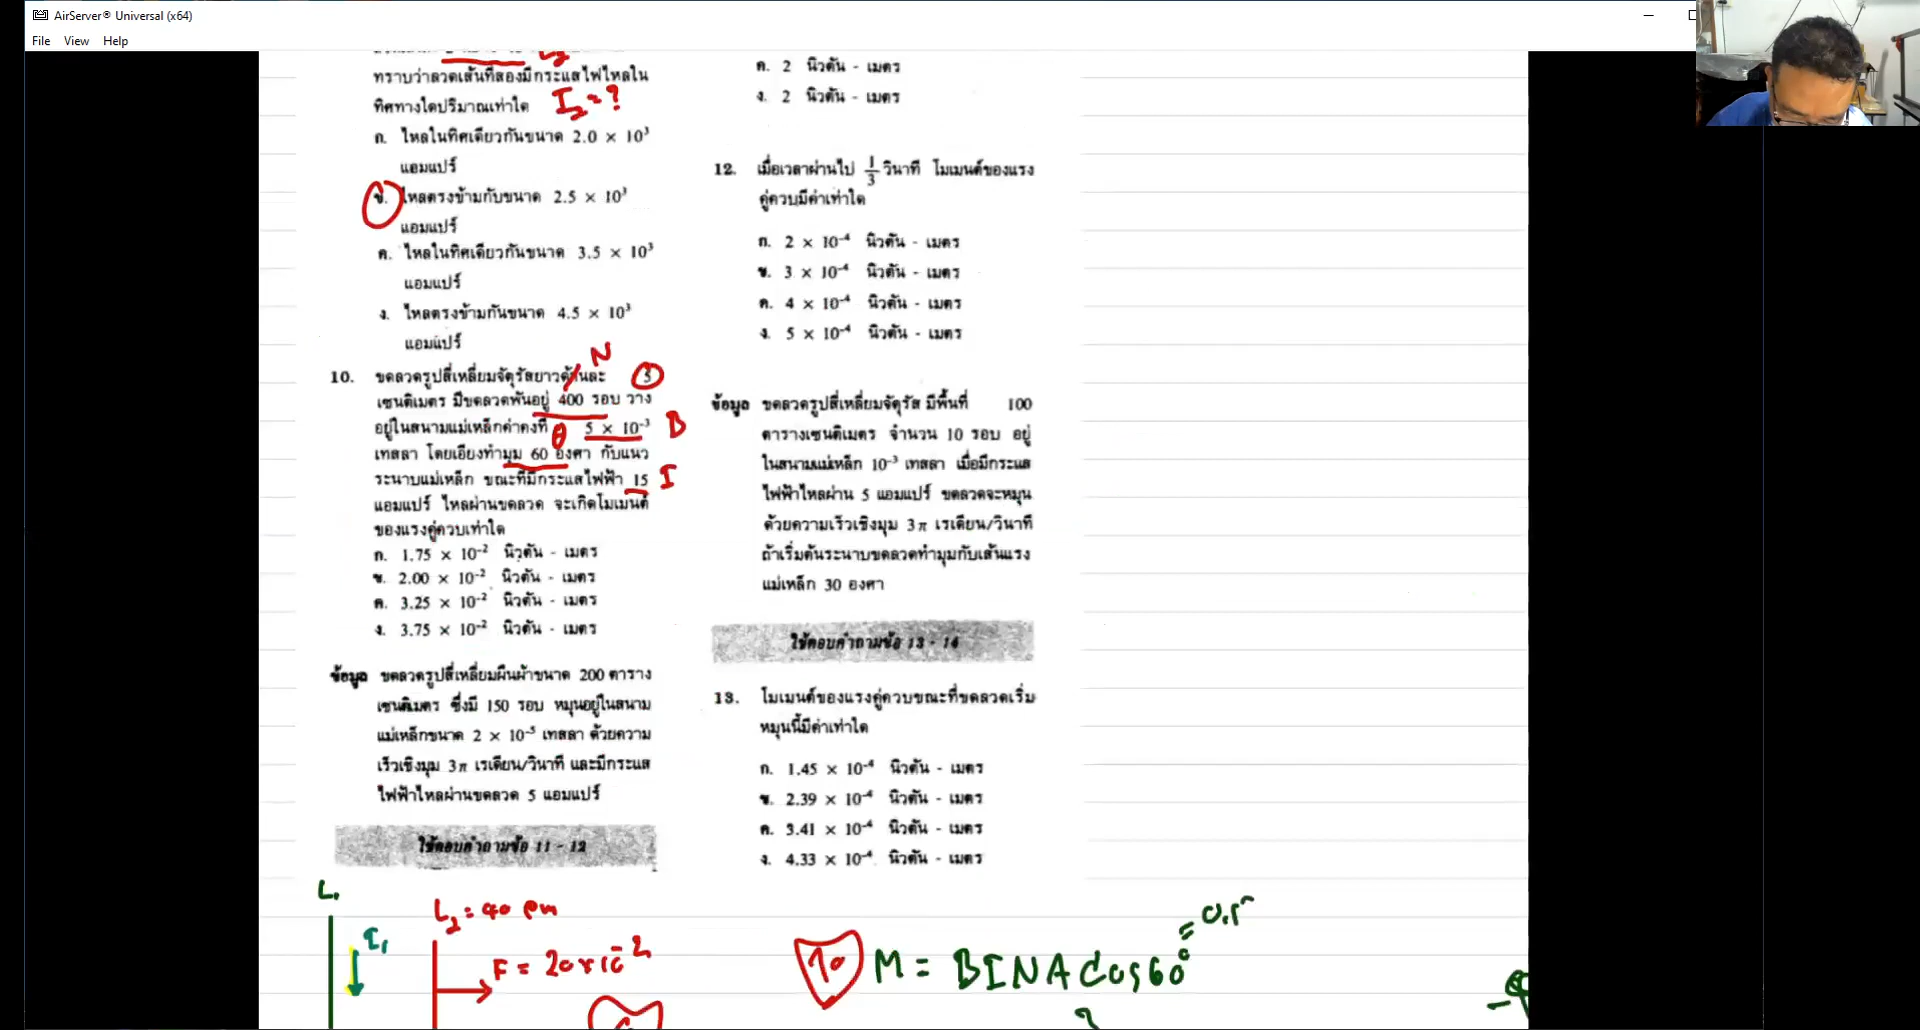 AirServer® Universal (x64)
File View Help
ทราบว่าลวดเส้นที่สองมีกระแสไฟไหลใน
ทิศทางใดปริมาณเท่าใด I₂ = ?
ก. ไหลในทิศเดียวกันขนาด 2.0 × 10³
แอมแปร์
ข. ไหลตรงข้ามกับขนาด 2.5 × 10³
แอมแปร์
ค. ไหลในทิศเดียวกันขนาด 3.5 × 10³
แอมแปร์
ง. ไหลตรงข้ามกันขนาด 4.5 × 10³
แอมแปร์
N
10. ขดลวดรูปสี่เหลี่ยมจัตุรัสยาวด้านละ 5
เซนติเมตร มีขดลวดพันอยู่ 400 รอบ วาง
อยู่ในสนามแม่เหล็กค่าคงที่ θ 5 × 10⁻³ B
เทสลา โดยเอียงทำมุม 60 องศา กับแนว
ระนาบแม่เหล็ก ขณะที่มีกระแสไฟฟ้า 15 I
แอมแปร์ ไหลผ่านขดลวด จะเกิดโมเมนต์
ของแรงคู่ควบเท่าใด
ก. 1.75 × 10⁻² นิวตัน - เมตร
ข. 2.00 × 10⁻² นิวตัน - เมตร
ค. 3.25 × 10⁻² นิวตัน - เมตร
ง. 3.75 × 10⁻² นิวตัน - เมตร
ข้อมูล ขดลวดรูปสี่เหลี่ยมผืนผ้าขนาด 200 ตาราง
เซนติเมตร ซึ่งมี 150 รอบ หมุนอยู่ในสนาม
แม่เหล็กขนาด 2 × 10⁻⁵ เทสลา ด้วยความ
เร็วเชิงมุม 3π เรเดียน/วินาที และมีกระแส
ไฟฟ้าไหลผ่านขดลวด 5 แอมแปร์
ใช้ตอบคำถามข้อ 11 - 12
ค. 2 นิวตัน - เมตร
ง. 2 นิวตัน - เมตร
12. เมื่อเวลาผ่านไป 1/3 วินาที โมเมนต์ของแรง
คู่ควบมีค่าเท่าใด
ก. 2 × 10⁻⁴ นิวตัน - เมตร
ข. 3 × 10⁻⁴ นิวตัน - เมตร
ค. 4 × 10⁻⁴ นิวตัน - เมตร
ง. 5 × 10⁻⁴ นิวตัน - เมตร
ข้อมูล ขดลวดรูปสี่เหลี่ยมจัตุรัส มีพื้นที่ 100
ตารางเซนติเมตร จำนวน 10 รอบ อยู่
ในสนามแม่เหล็ก 10⁻³ เทสลา เมื่อมีกระแส
ไฟฟ้าไหลผ่าน 5 แอมแปร์ ขดลวดจะหมุน
ด้วยความเร็วเชิงมุม 3π เรเดียน/วินาที
ถ้าเริ่มต้นระนาบขดลวดทำมุมกับเส้นแรง
แม่เหล็ก 30 องศา
ใช้ตอบคำถามข้อ 13 - 14
13. โมเมนต์ของแรงคู่ควบขณะที่ขดลวดเริ่ม
หมุนนี้มีค่าเท่าใด
ก. 1.45 × 10⁻⁴ นิวตัน - เมตร
ข. 2.39 × 10⁻⁴ นิวตัน - เมตร
ค. 3.41 × 10⁻⁴ นิวตัน - เมตร
ง. 4.33 × 10⁻⁴ นิวตัน - เมตร
L₁
I₁
L₂ = 40 cm
F = 20×10⁻²
10 M = BINA cos60°